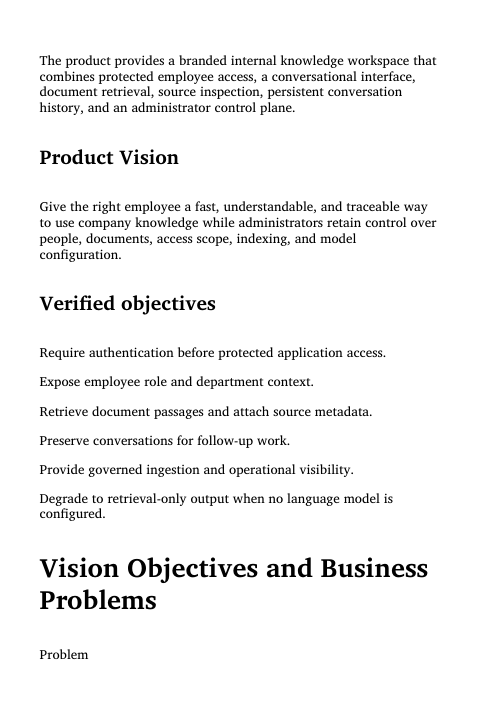 The product provides a branded internal knowledge workspace that
combines protected employee access, a conversational interface,
document retrieval, source inspection, persistent conversation
history, and an administrator control plane.
Product Vision
Give the right employee a fast, understandable, and traceable way
to use company knowledge while administrators retain control over
people, documents, access scope, indexing, and model
configuration.
Verified objectives
Require authentication before protected application access.
Expose employee role and department context.
Retrieve document passages and attach source metadata.
Preserve conversations for follow-up work.
Provide governed ingestion and operational visibility.
Degrade to retrieval-only output when no language model is
configured.
Vision Objectives and Business
Problems
Problem